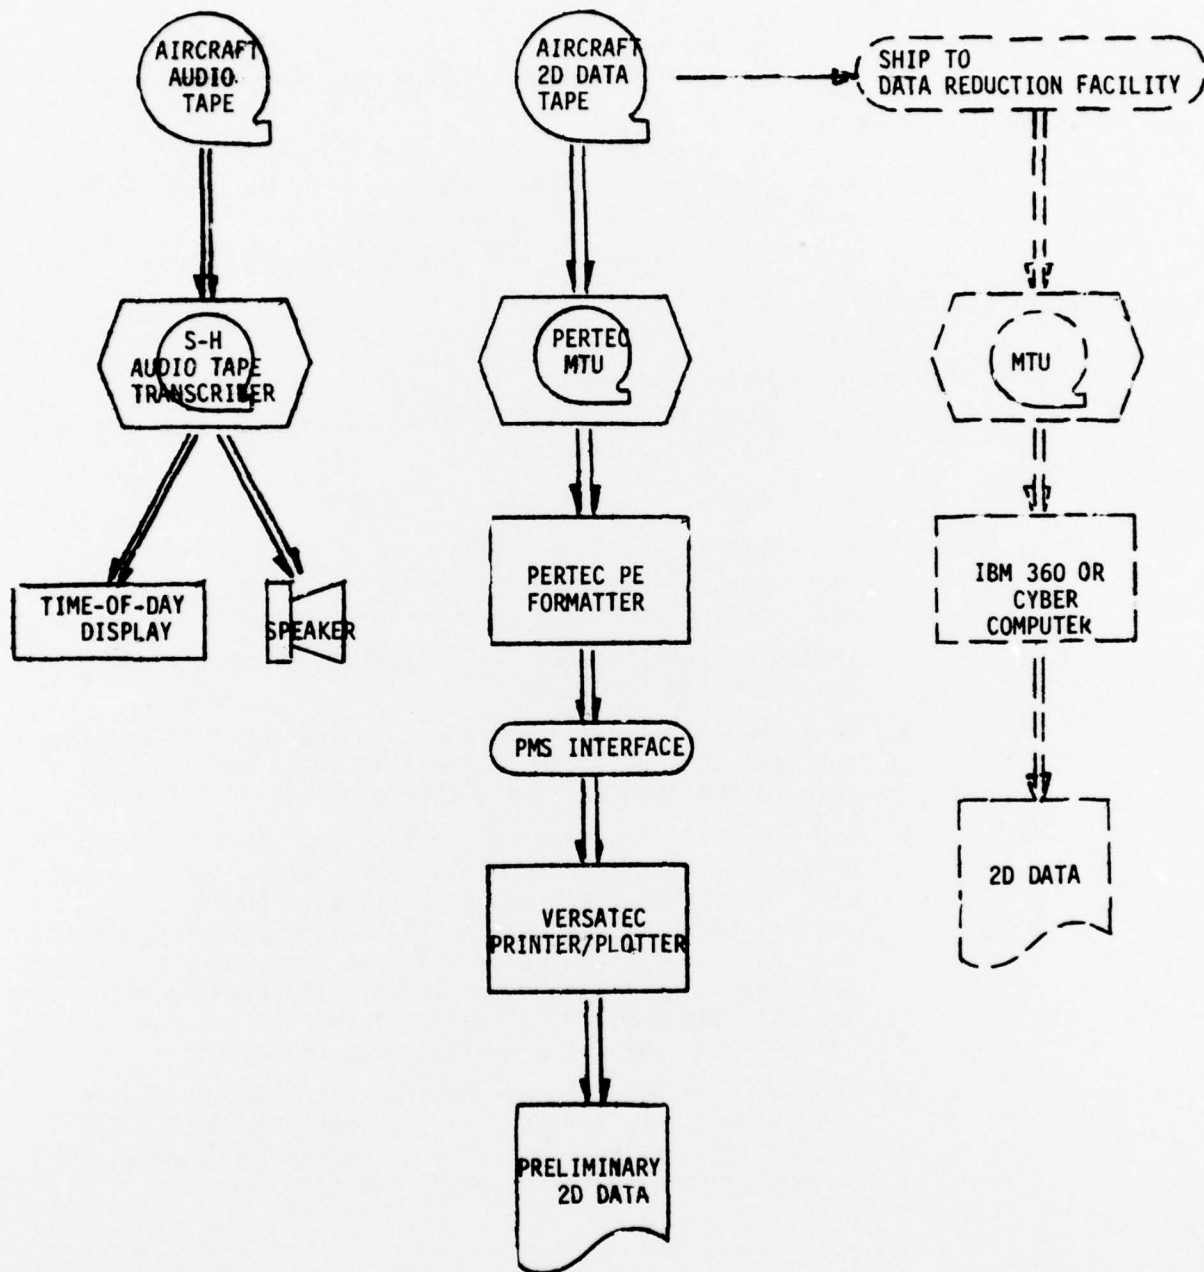 AIRCRAFT
AUDIO
TAPE
AIRCRAFT
2D DATA
TAPE
SHIP TO
DATA REDUCTION FACILITY
S-H
AUDIO TAPE
TRANSCRIBER
PERTEC
MTU
MTU
TIME-OF-DAY
DISPLAY
SPEAKER
PERTEC PE
FORMATTER
IBM 360 OR
CYBER
COMPUTER
PMS INTERFACE
VERSATEC
PRINTER/PLOTTER
2D DATA
PRELIMINARY
2D DATA